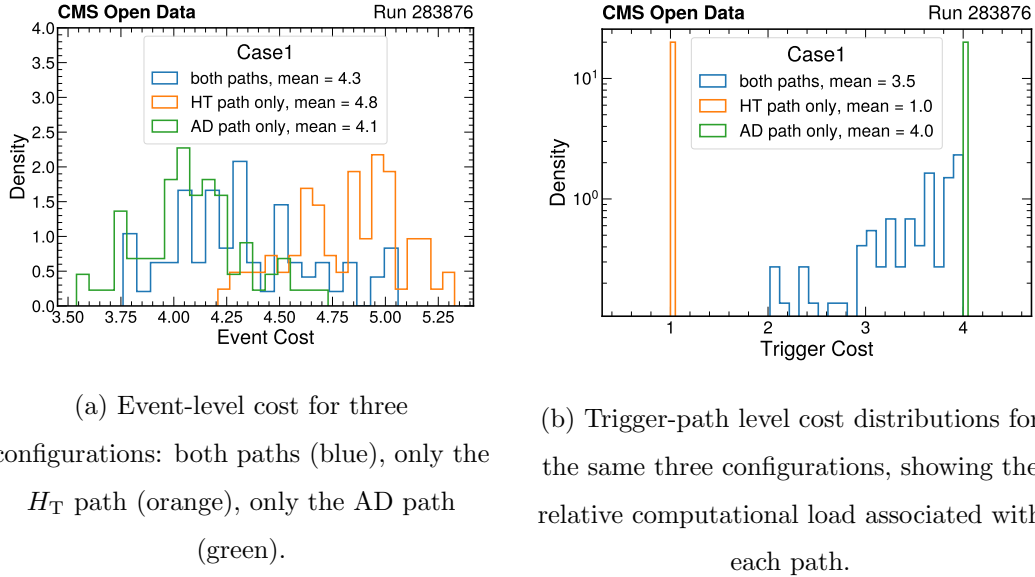 CMS Open Data Run 283876
Case1
both paths, mean = 4.3
HT path only, mean = 4.8
AD path only, mean = 4.1
Density
4.0
3.5
3.0
2.5
2.0
1.5
1.0
0.5
0.0
3.50 3.75 4.00 4.25 4.50 4.75 5.00 5.25
Event Cost
(a) Event-level cost for three
configurations: both paths (blue), only the
H_T path (orange), only the AD path
(green).
CMS Open Data Run 283876
Case1
both paths, mean = 3.5
HT path only, mean = 1.0
AD path only, mean = 4.0
Density
10¹
10⁰
1 2 3 4
Trigger Cost
(b) Trigger-path level cost distributions for
the same three configurations, showing the
relative computational load associated with
each path.